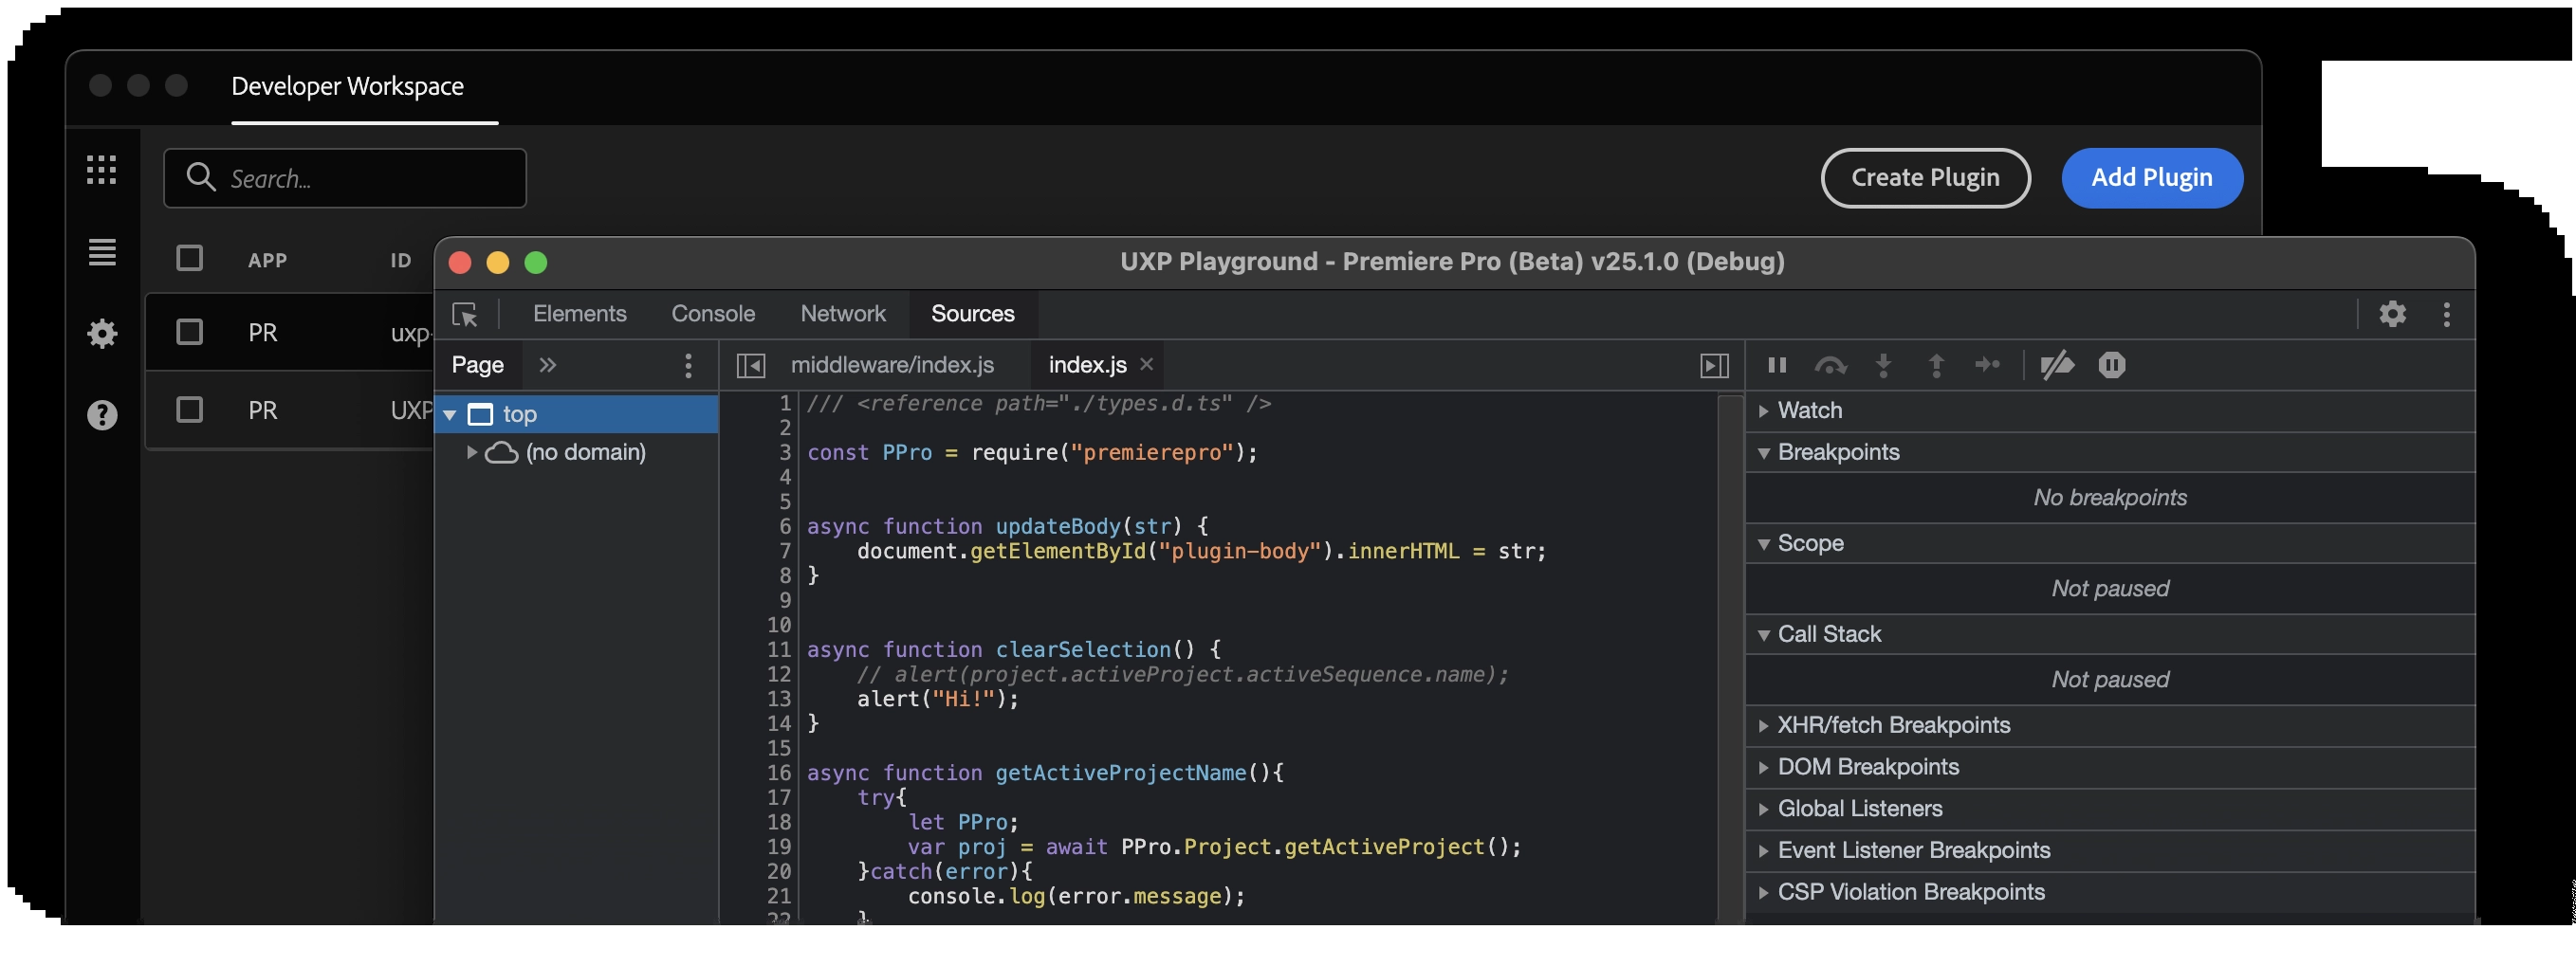 Developer Workspace
Search...
Create Plugin
Add Plugin
APP ID
PR uxp-
PR UXP
UXP Playground - Premiere Pro (Beta) v25.1.0 (Debug)
Elements Console Network Sources
Page
top
(no domain)
middleware/index.js index.js
1 /// <reference path="./types.d.ts" />
2
3 const PPro = require("premierepro");
4
5
6 async function updateBody(str) {
7 document.getElementById("plugin-body").innerHTML = str;
8 }
9
10
11 async function clearSelection() {
12 // alert(project.activeProject.activeSequence.name);
13 alert("Hi!");
14 }
15
16 async function getActiveProjectName(){
17 try{
18 let PPro;
19 var proj = await PPro.Project.getActiveProject();
20 }catch(error){
21 console.log(error.message);
22 }
Watch
Breakpoints
No breakpoints
Scope
Not paused
Call Stack
Not paused
XHR/fetch Breakpoints
DOM Breakpoints
Global Listeners
Event Listener Breakpoints
CSP Violation Breakpoints